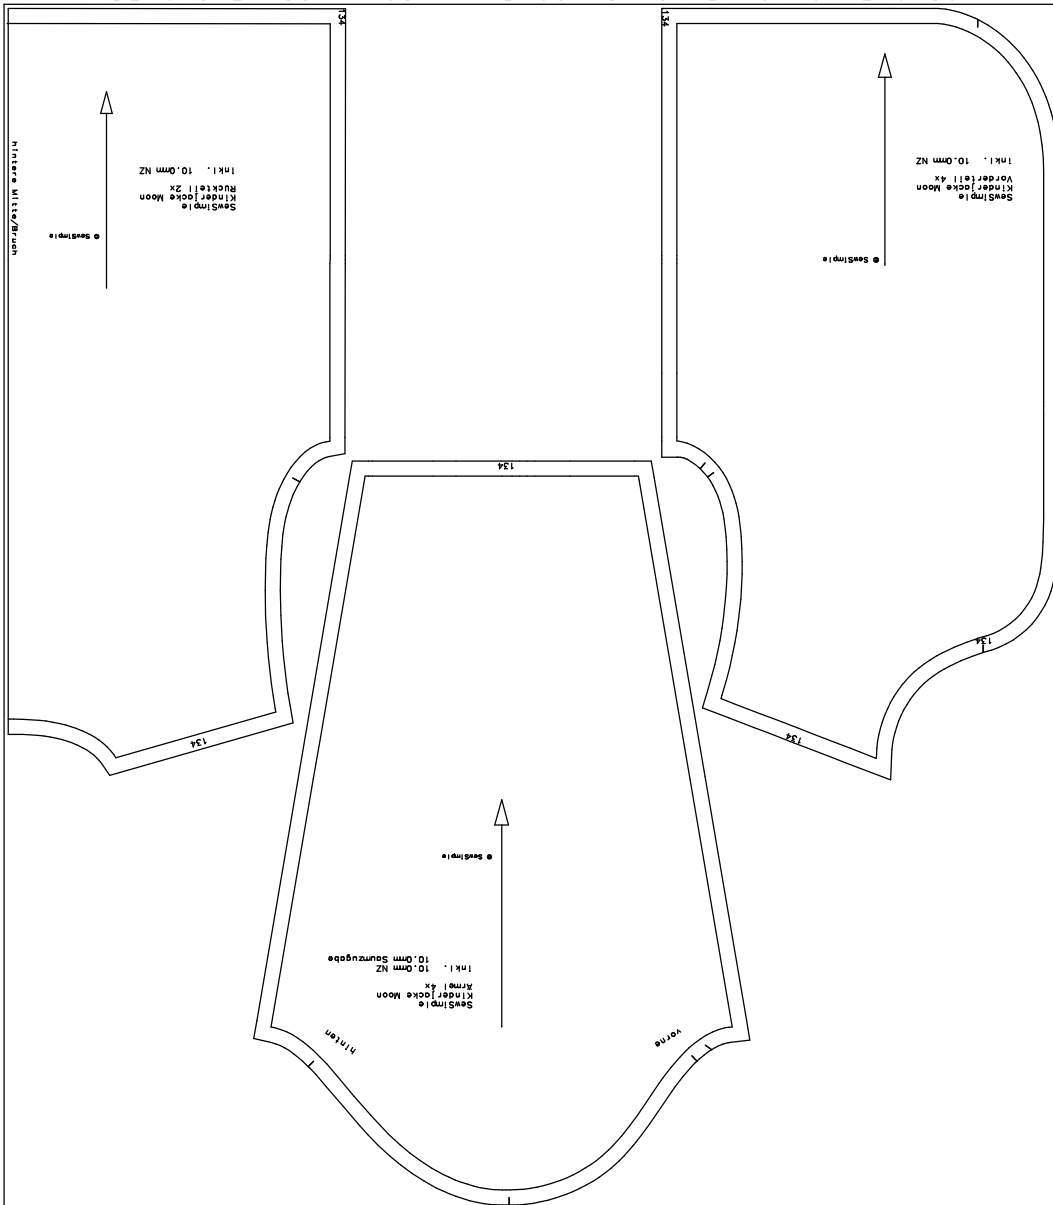 134
134
hintere Mitte/Bruch
SewSimple
Kinderjacke Moon
Rückteil 2x
Inkl. 10.0mm NZ
© SewSimple
SewSimple
Kinderjacke Moon
Vorderteil 4x
Inkl. 10.0mm NZ
© SewSimple
134
134
134
134
© SewSimple
SewSimple
Kinderjacke Moon
Ärmel 4x
Inkl. 10.0mm NZ
10.0mm Saumzugabe
hinten
vorne